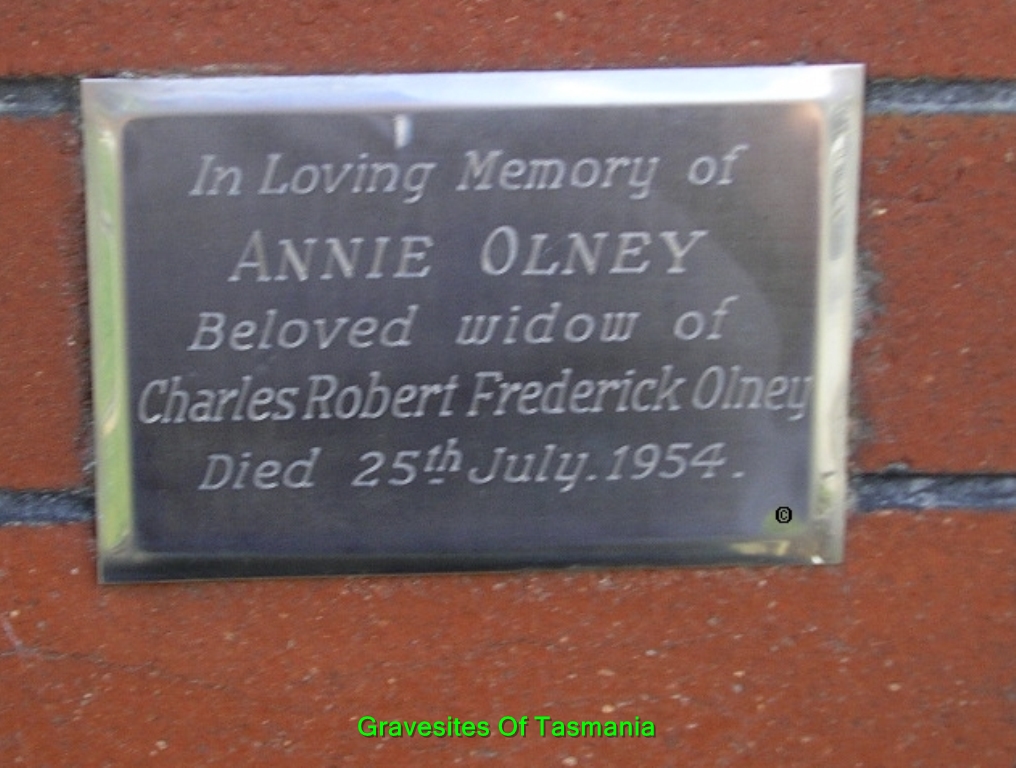 In Loving Memory of
ANNIE OLNEY
Beloved widow of
Charles Robert Frederick Olney
Died 25th July. 1954.
©
Gravesites Of Tasmania